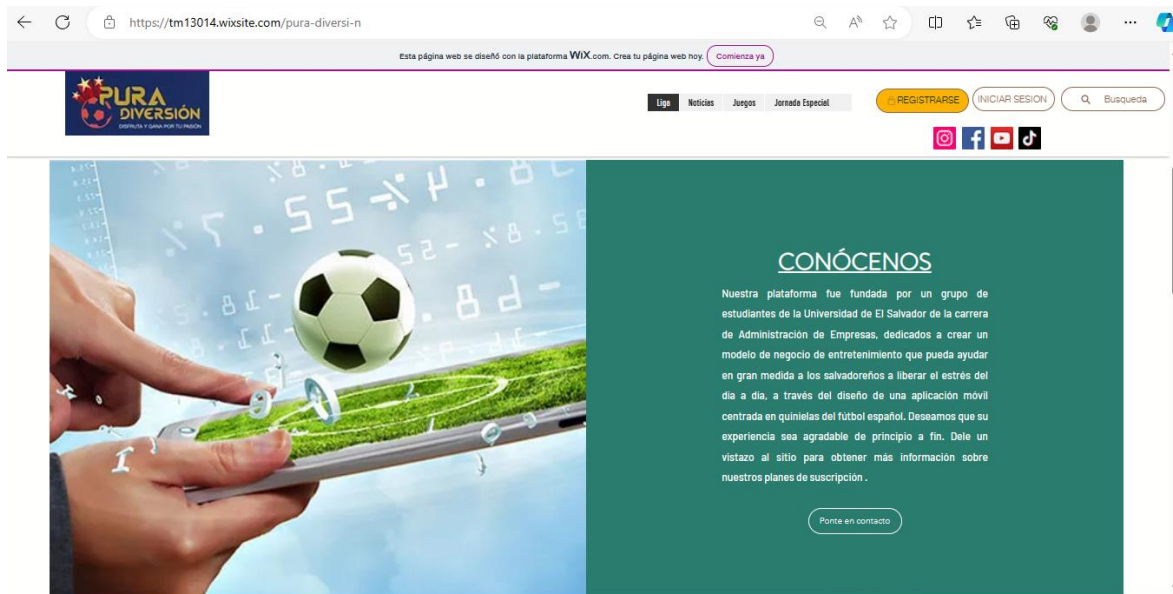 https://tm13014.wixsite.com/pura-diversi-n
Esta página web se diseñó con la plataforma WiX.com. Crea tu página web hoy. Comienza ya
PURA
DIVERSIÓN
DISFRUTA Y GANA POR TU PASIÓN
Liga Noticias Juegos Jornada Especial
REGISTRARSE
INICIAR SESION
Busqueda
CONÓCENOS
Nuestra plataforma fue fundada por un grupo de
estudiantes de la Universidad de El Salvador de la carrera
de Administración de Empresas, dedicados a crear un
modelo de negocio de entretenimiento que pueda ayudar
en gran medida a los salvadoreños a liberar el estrés del
día a día, a través del diseño de una aplicación móvil
centrada en quinielas del fútbol español. Deseamos que su
experiencia sea agradable de principio a fin. Dele un
vistazo al sitio para obtener más información sobre
nuestros planes de suscripción .
Ponte en contacto